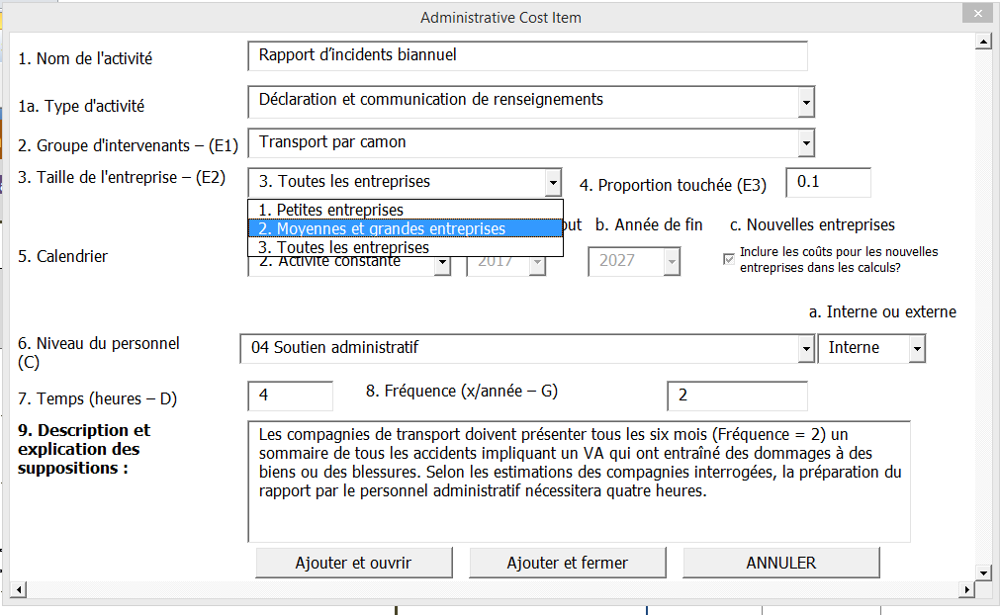 Administrative Cost Item
1. Nom de l'activité
Rapport d’incidents biannuel
1a. Type d'activité
Déclaration et communication de renseignements
2. Groupe d'intervenants – (E1)
Transport par camon
3. Taille de l'entreprise – (E2)
3. Toutes les entreprises
4. Proportion touchée (E3)
0.1
1. Petites entreprises
2. Moyennes et grandes entreprises
3. Toutes les entreprises
b. Année de fin
c. Nouvelles entreprises
5. Calendrier
2. Activité constante
2017
2027
Inclure les coûts pour les nouvelles
entreprises dans les calculs?
a. Interne ou externe
6. Niveau du personnel
(C)
04 Soutien administratif
Interne
7. Temps (heures – D)
4
8. Fréquence (x/année – G)
2
9. Description et
explication des
suppositions :
Les compagnies de transport doivent présenter tous les six mois (Fréquence = 2) un
sommaire de tous les accidents impliquant un VA qui ont entraîné des dommages à des
biens ou des blessures. Selon les estimations des compagnies interrogées, la préparation du
rapport par le personnel administratif nécessitera quatre heures.
Ajouter et ouvrir
Ajouter et fermer
ANNULER